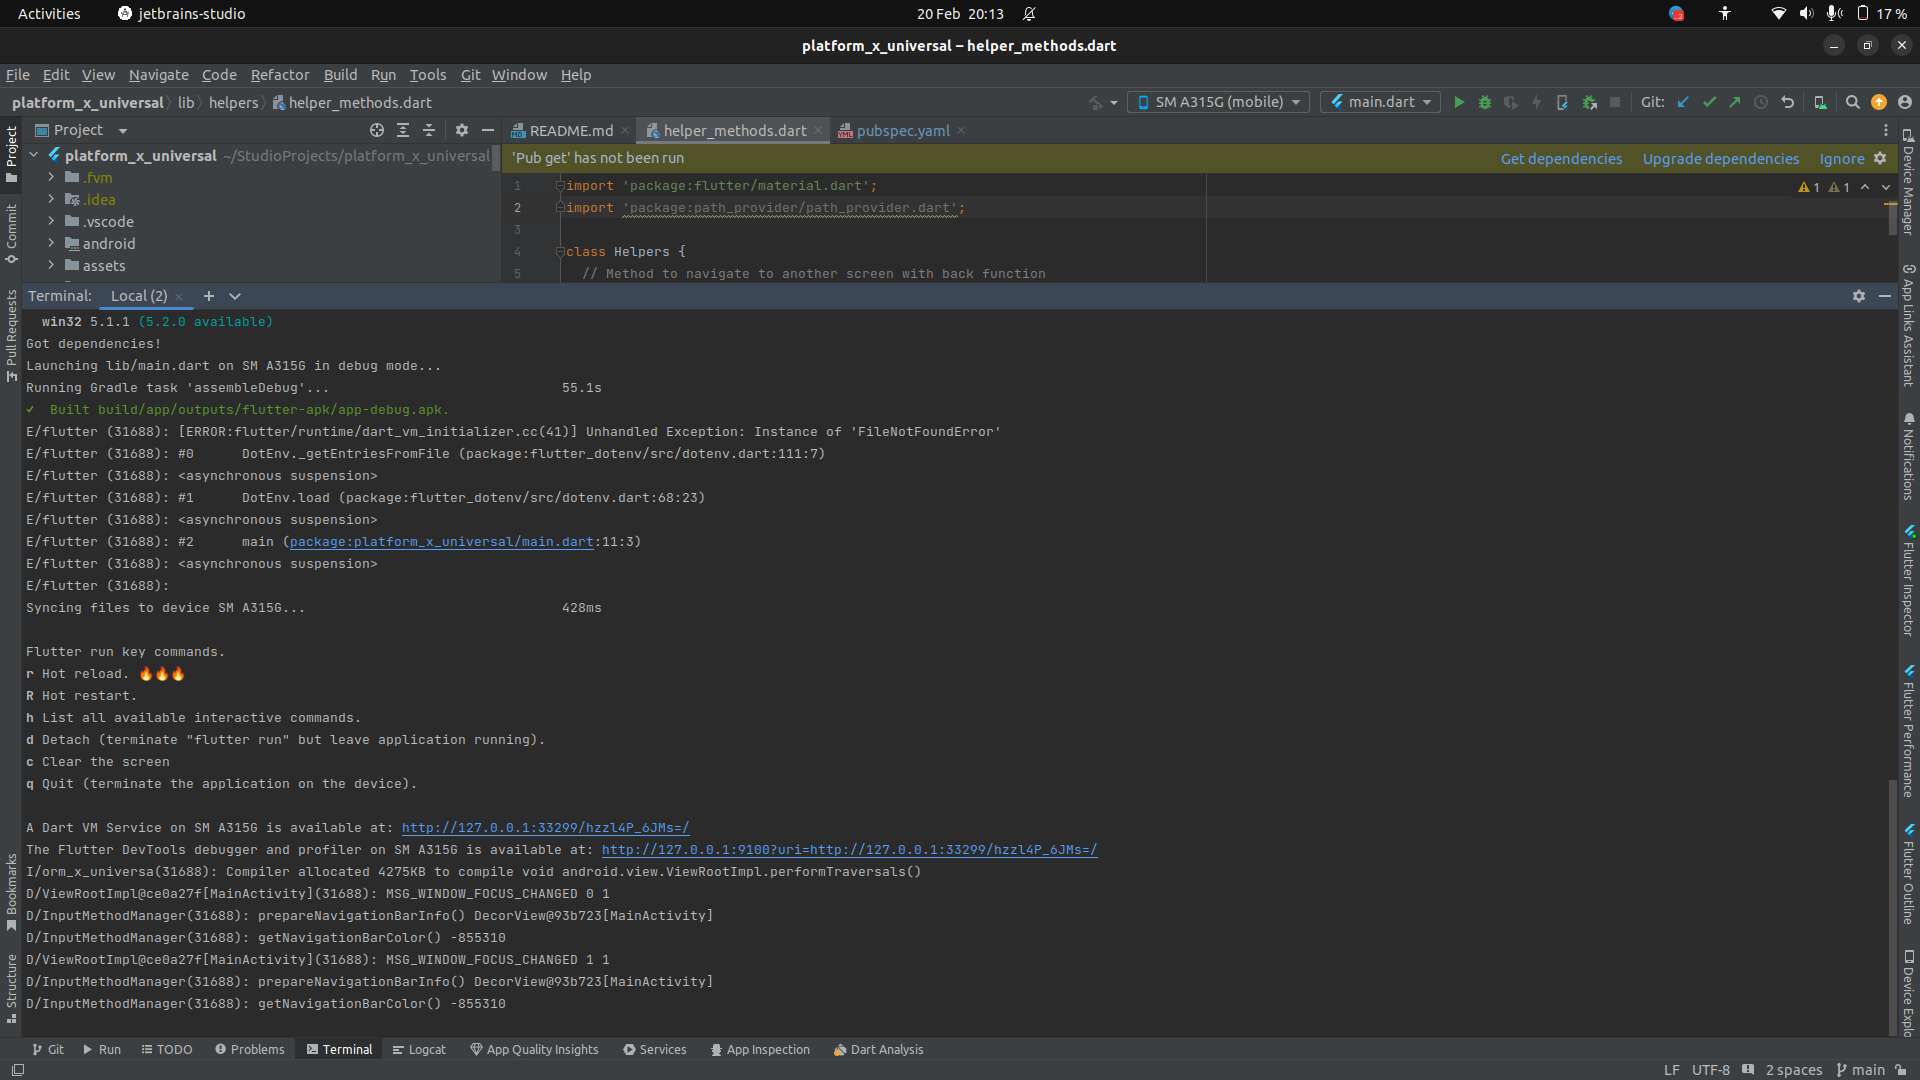 Activities jetbrains-studio 20 Feb 20:13 17 %
platform_x_universal – helper_methods.dart
File Edit View Navigate Code Refactor Build Run Tools Git Window Help
platform_x_universal lib helpers helper_methods.dart SM A315G (mobile) main.dart Git:
Project README.md helper_methods.dart pubspec.yaml
platform_x_universal ~/StudioProjects/platform_x_universal
.fvm
.idea
.vscode
android
assets
'Pub get' has not been run Get dependencies Upgrade dependencies Ignore
1 import 'package:flutter/material.dart'; 1 1
2 import 'package:path_provider/path_provider.dart';
3
4 class Helpers {
5 // Method to navigate to another screen with back function
Terminal: Local (2)
win32 5.1.1 (5.2.0 available)
Got dependencies!
Launching lib/main.dart on SM A315G in debug mode...
Running Gradle task 'assembleDebug'... 55.1s
✓ Built build/app/outputs/flutter-apk/app-debug.apk.
E/flutter (31688): [ERROR:flutter/runtime/dart_vm_initializer.cc(41)] Unhandled Exception: Instance of 'FileNotFoundError'
E/flutter (31688): #0 DotEnv._getEntriesFromFile (package:flutter_dotenv/src/dotenv.dart:111:7)
E/flutter (31688): <asynchronous suspension>
E/flutter (31688): #1 DotEnv.load (package:flutter_dotenv/src/dotenv.dart:68:23)
E/flutter (31688): <asynchronous suspension>
E/flutter (31688): #2 main (package:platform_x_universal/main.dart:11:3)
E/flutter (31688): <asynchronous suspension>
E/flutter (31688):
Syncing files to device SM A315G... 428ms
Flutter run key commands.
r Hot reload. 🔥🔥🔥
R Hot restart.
h List all available interactive commands.
d Detach (terminate "flutter run" but leave application running).
c Clear the screen
q Quit (terminate the application on the device).
A Dart VM Service on SM A315G is available at: http://127.0.0.1:33299/hzzl4P_6JMs=/
The Flutter DevTools debugger and profiler on SM A315G is available at: http://127.0.0.1:9100?uri=http://127.0.0.1:33299/hzzl4P_6JMs=/
I/orm_x_universa(31688): Compiler allocated 4275KB to compile void android.view.ViewRootImpl.performTraversals()
D/ViewRootImpl@ce0a27f[MainActivity](31688): MSG_WINDOW_FOCUS_CHANGED 0 1
D/InputMethodManager(31688): prepareNavigationBarInfo() DecorView@93b723[MainActivity]
D/InputMethodManager(31688): getNavigationBarColor() -855310
D/ViewRootImpl@ce0a27f[MainActivity](31688): MSG_WINDOW_FOCUS_CHANGED 1 1
D/InputMethodManager(31688): prepareNavigationBarInfo() DecorView@93b723[MainActivity]
D/InputMethodManager(31688): getNavigationBarColor() -855310
Project
Commit
Pull Requests
Bookmarks
Structure
Device Manager
App Links Assistant
Notifications
Flutter Inspector
Flutter Performance
Flutter Outline
Device Explo
Git Run TODO Problems Terminal Logcat App Quality Insights Services App Inspection Dart Analysis
LF UTF-8 2 spaces main